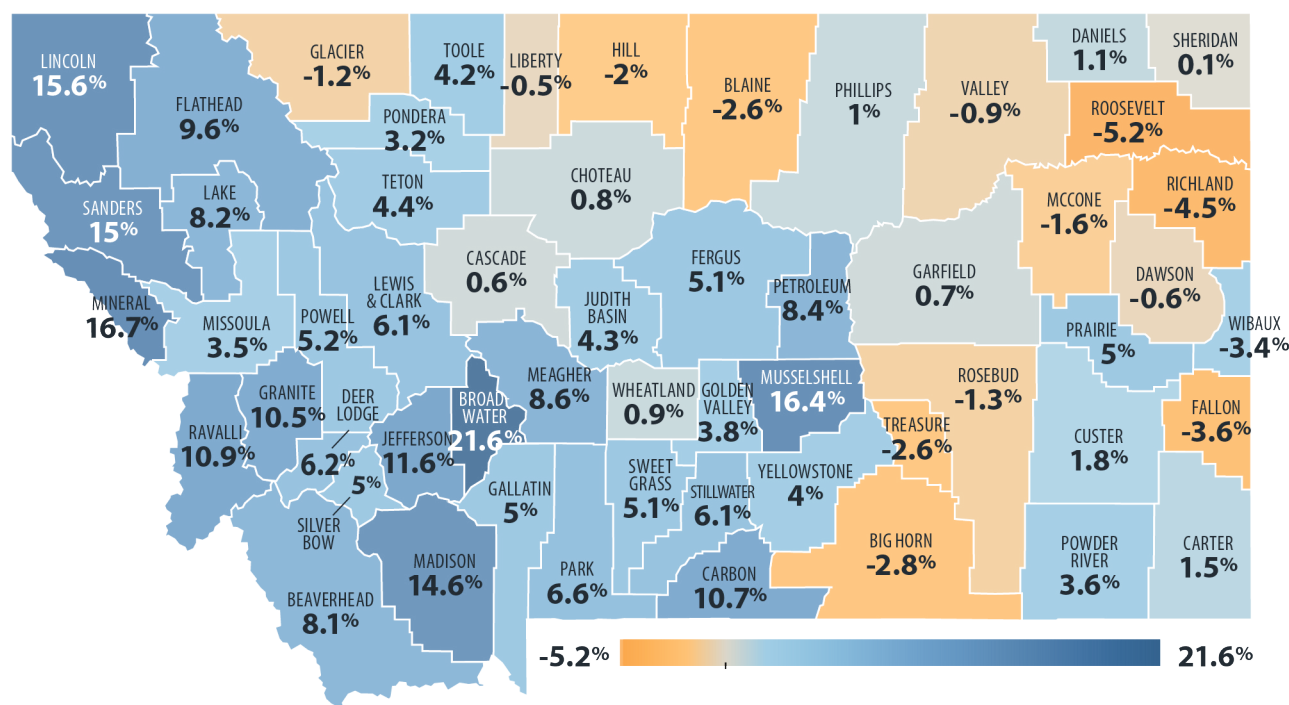 LINCOLN
15.6%
FLATHEAD
9.6%
GLACIER
-1.2%
TOOLE
4.2%
LIBERTY
-0.5%
HILL
-2%
BLAINE
-2.6%
PHILLIPS
1%
VALLEY
-0.9%
DANIELS
1.1%
SHERIDAN
0.1%
ROOSEVELT
-5.2%
PONDERA
3.2%
TETON
4.4%
CHOTEAU
0.8%
MCCONE
-1.6%
RICHLAND
-4.5%
SANDERS
15%
LAKE
8.2%
CASCADE
0.6%
FERGUS
5.1%
PETROLEUM
8.4%
GARFIELD
0.7%
DAWSON
-0.6%
WIBAUX
-3.4%
MINERAL
16.7%
MISSOULA
3.5%
POWELL
5.2%
LEWIS
& CLARK
6.1%
JUDITH
BASIN
4.3%
PRAIRIE
5%
GRANITE
10.5%
DEER
LODGE
6.2%
BROAD-
WATER
21.6%
MEAGHER
8.6%
WHEATLAND
0.9%
GOLDEN
VALLEY
3.8%
MUSSELSHELL
16.4%
ROSEBUD
-1.3%
TREASURE
-2.6%
CUSTER
1.8%
FALLON
-3.6%
RAVALLI
10.9%
JEFFERSON
11.6%
5%
SILVER
BOW
GALLATIN
5%
SWEET
GRASS
5.1%
STILLWATER
6.1%
YELLOWSTONE
4%
BIG HORN
-2.8%
POWDER
RIVER
3.6%
CARTER
1.5%
BEAVERHEAD
8.1%
MADISON
14.6%
PARK
6.6%
CARBON
10.7%
-5.2%
21.6%